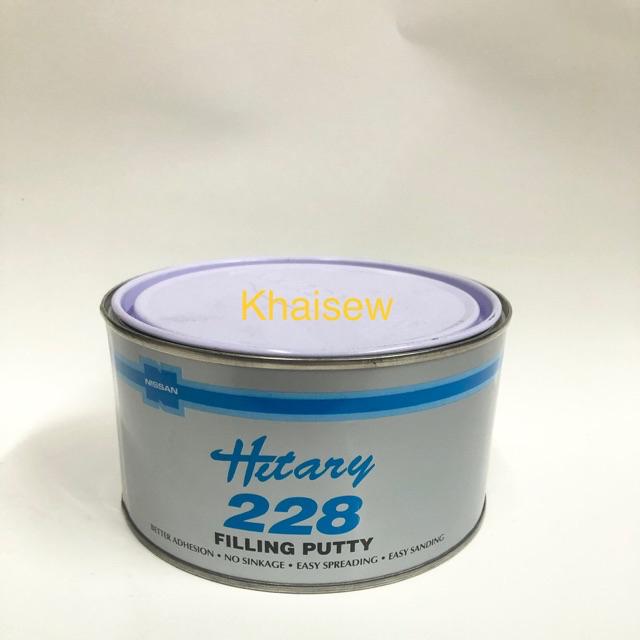 Khaisew
NISSAN
Hitary
228
FILLING PUTTY
BETTER ADHESION • NO SINKAGE • EASY SPREADING • EASY SANDING